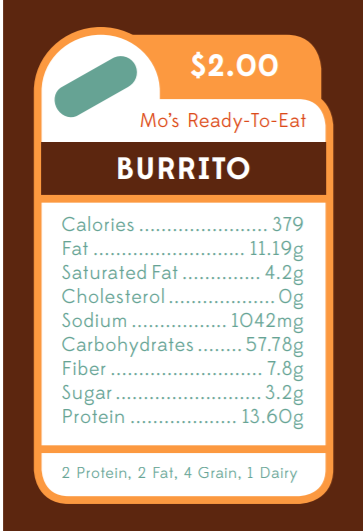 $2.00
Mo's Ready-To-Eat
BURRITO
Calories ........................ 379
Fat ............................ 11.19g
Saturated Fat .............. 4.2g
Cholesterol ................... 0g
Sodium ................. 1042mg
Carbohydrates ........ 57.78g
Fiber ........................... 7.8g
Sugar .......................... 3.2g
Protein .................... 13.60g
2 Protein, 2 Fat, 4 Grain, 1 Dairy